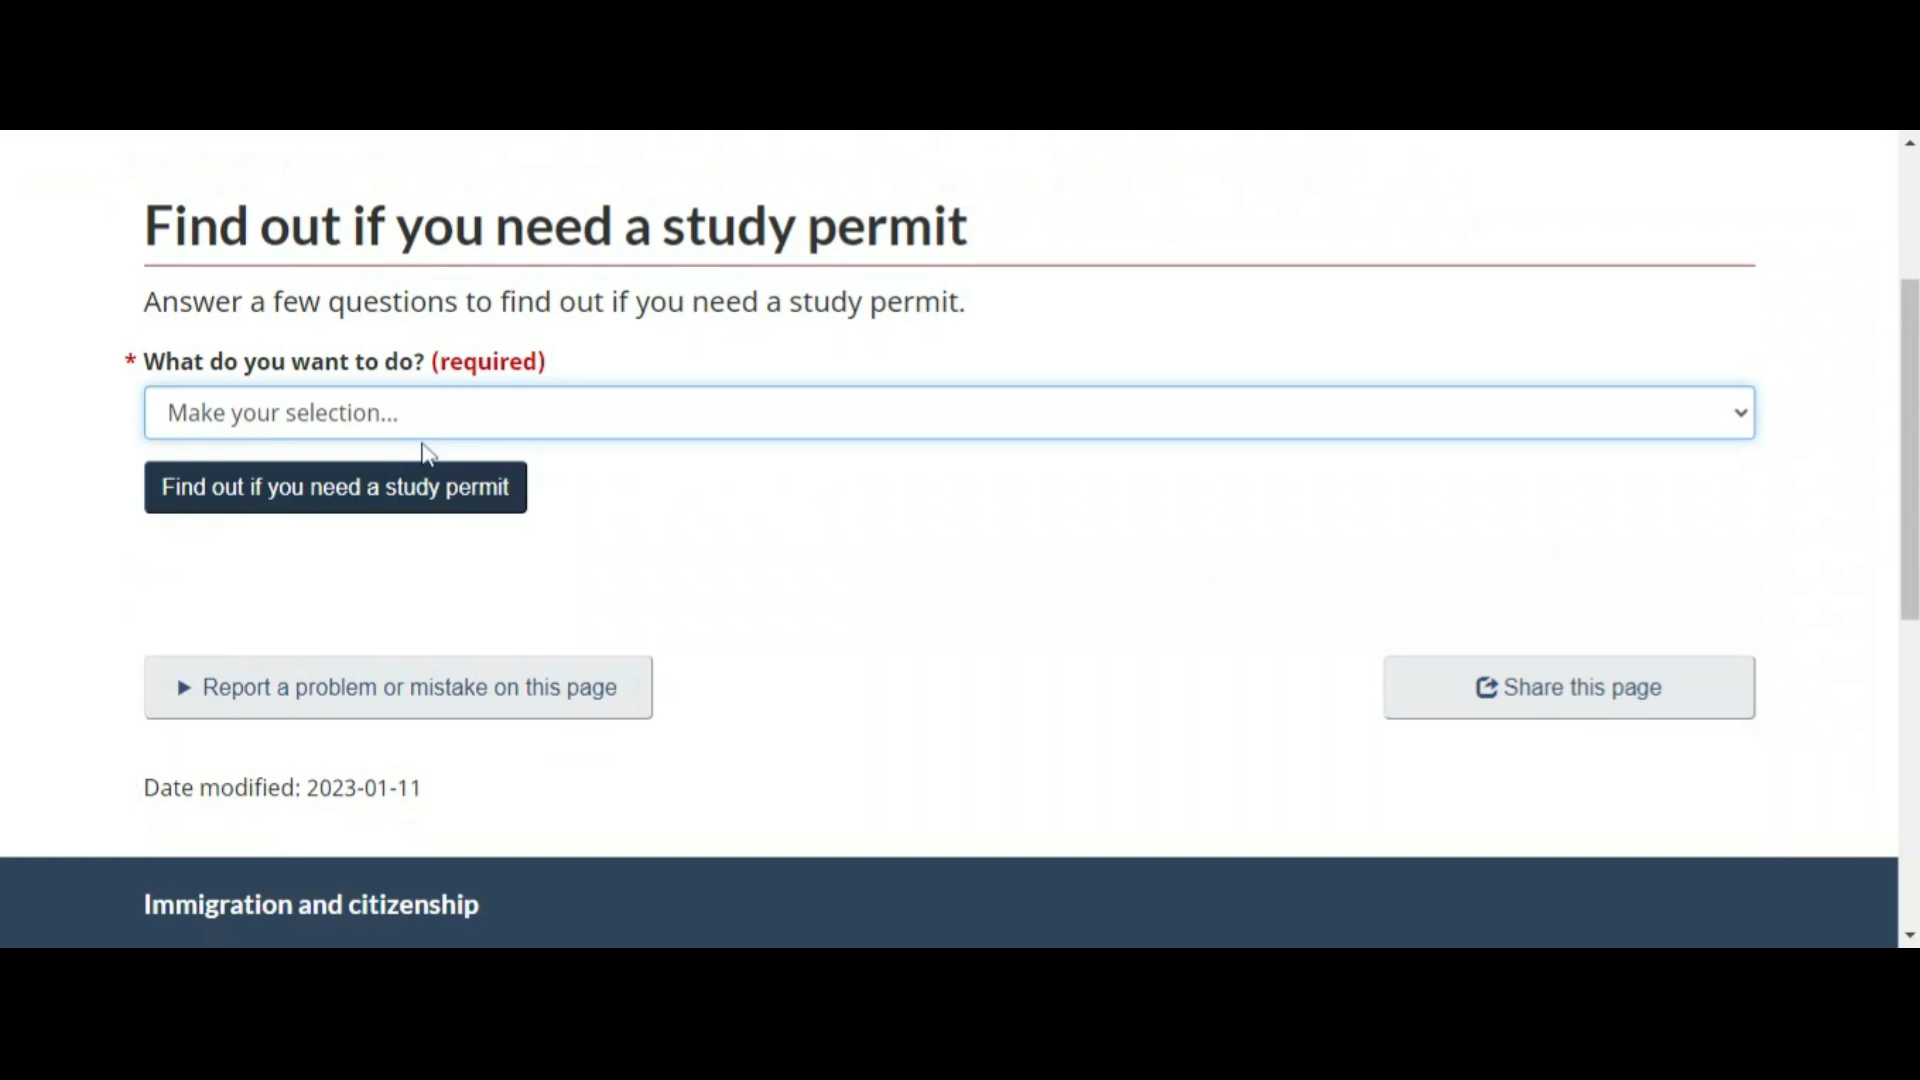 Find out if you need a study permit
Answer a few questions to find out if you need a study permit.
* What do you want to do? (required)
Make your selection...
Find out if you need a study permit
Report a problem or mistake on this page
Share this page
Date modified: 2023-01-11
Immigration and citizenship